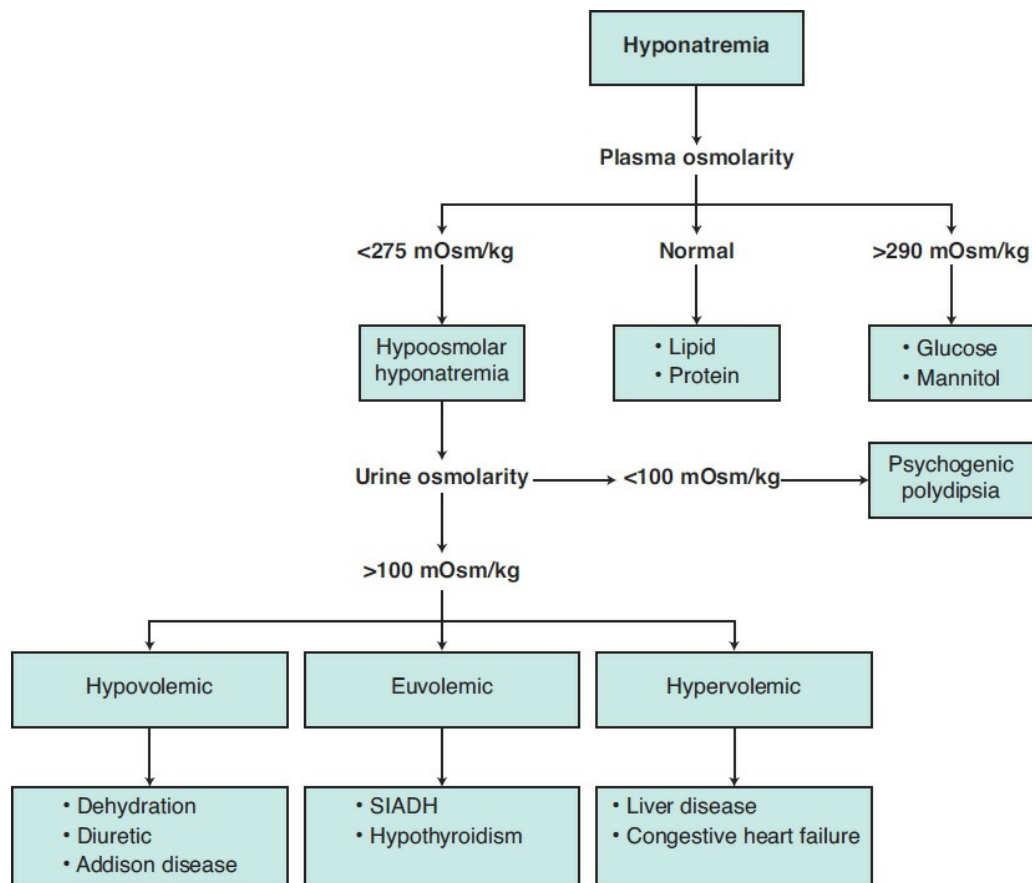 Hyponatremia
Plasma osmolarity
<275 mOsm/kg
Normal
>290 mOsm/kg
Hypoosmolar
hyponatremia
• Lipid
• Protein
• Glucose
• Mannitol
Urine osmolarity
<100 mOsm/kg
Psychogenic
polydipsia
>100 mOsm/kg
Hypovolemic
Euvolemic
Hypervolemic
• Dehydration
• Diuretic
• Addison disease
• SIADH
• Hypothyroidism
• Liver disease
• Congestive heart failure